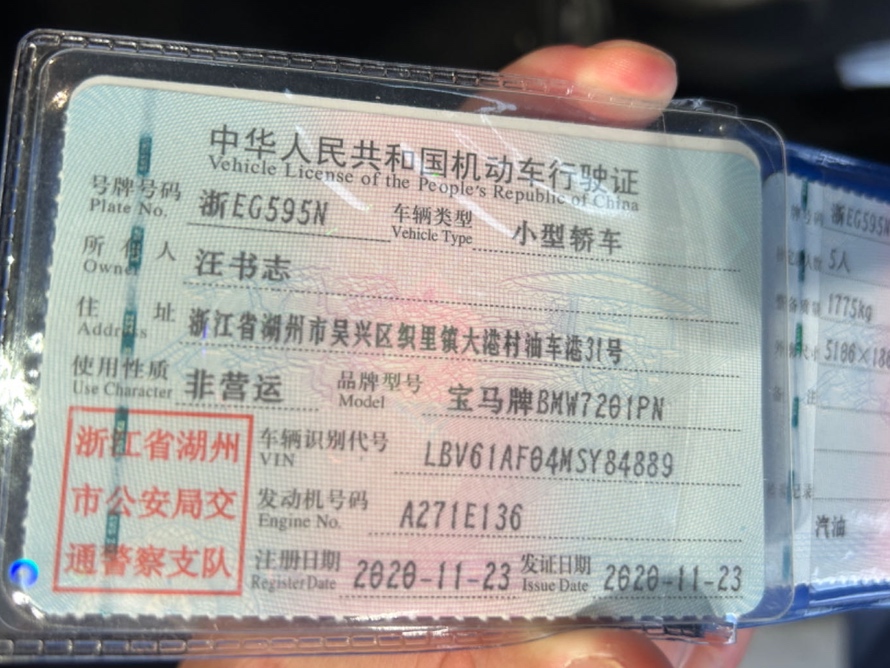 中华人民共和国机动车行驶证
Vehicle License of the People's Republic of China
号牌号码 浙EG595N 车辆类型 小型轿车
Plate No. Vehicle Type
所有人 汪书志
Owner
住址 浙江省湖州市吴兴区织里镇大港村油车港31号
Address
使用性质 非营运 品牌型号 宝马牌BMW7201PN
Use Character Model
浙江省湖州
市公安局交
通警察支队
车辆识别代号 LBV61AF04MSY84889
VIN
发动机号码 A271E136
Engine No.
注册日期 2020-11-23 发证日期 2020-11-23
Register Date Issue Date
号码 浙EG595N
5人
1775kg
5106×
汽油